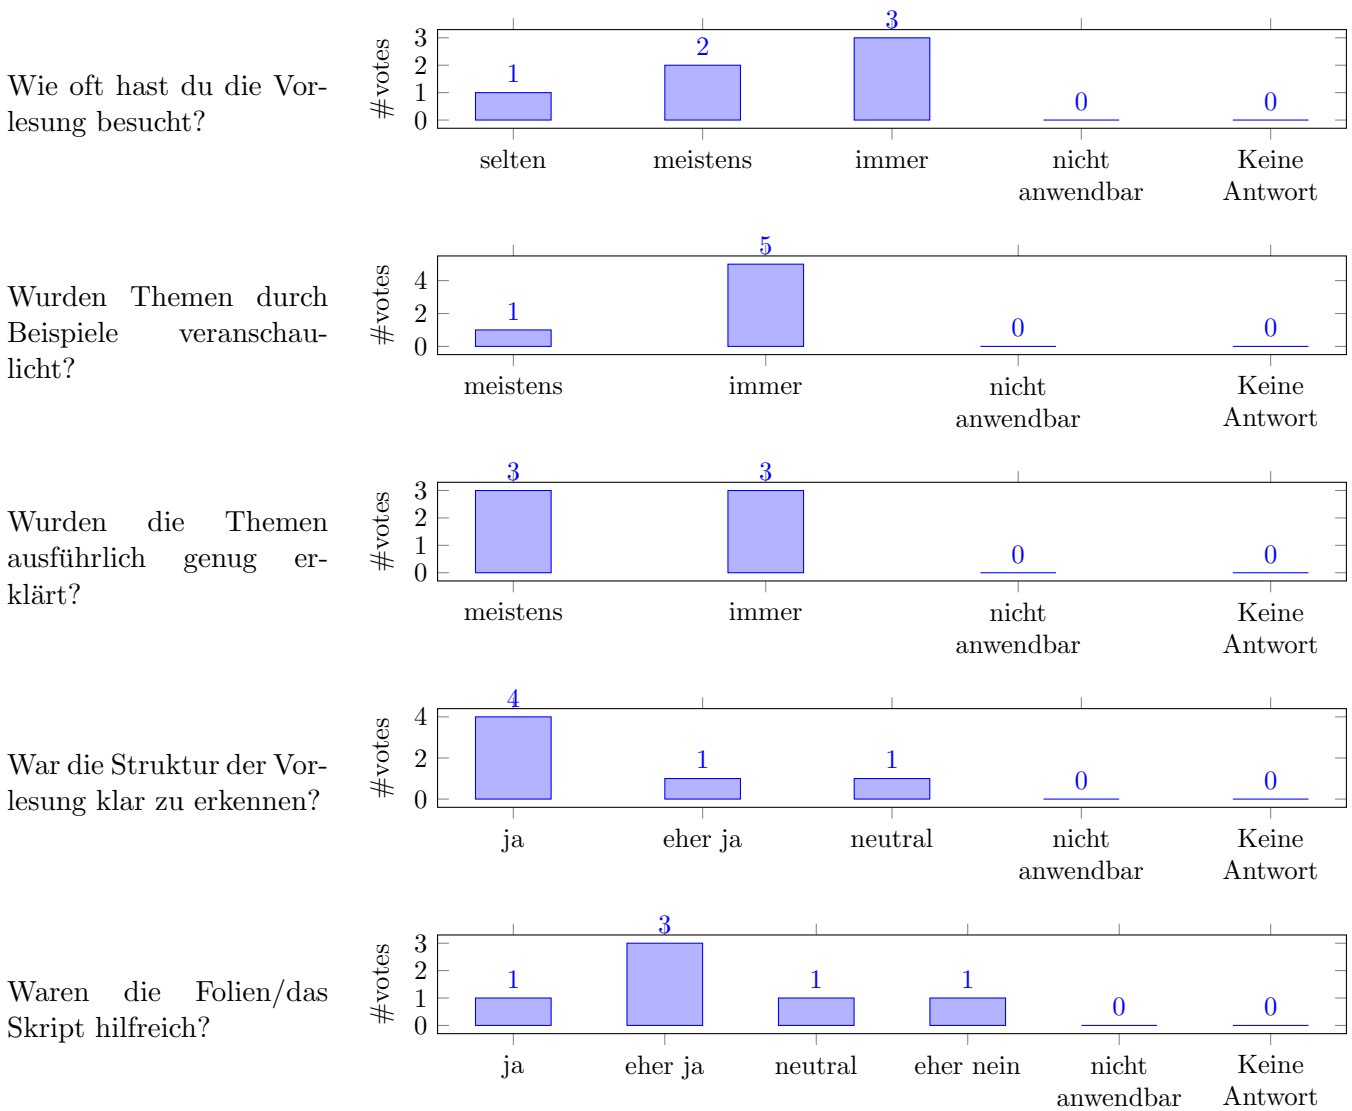 Wie oft hast du die Vor-
lesung besucht?
#votes
3
2
1
0
1
2
3
0
0
selten meistens immer nicht anwendbar Keine Antwort
Wurden Themen durch
Beispiele veranschau-
licht?
#votes
4
2
0
1
5
0
0
meistens immer nicht anwendbar Keine Antwort
Wurden die Themen
ausführlich genug er-
klärt?
#votes
3
2
1
0
3
3
0
0
meistens immer nicht anwendbar Keine Antwort
War die Struktur der Vor-
lesung klar zu erkennen?
#votes
4
2
0
4
1
1
0
0
ja eher ja neutral nicht anwendbar Keine Antwort
Waren die Folien/das
Skript hilfreich?
#votes
3
2
1
0
1
3
1
1
0
0
ja eher ja neutral eher nein nicht anwendbar Keine Antwort